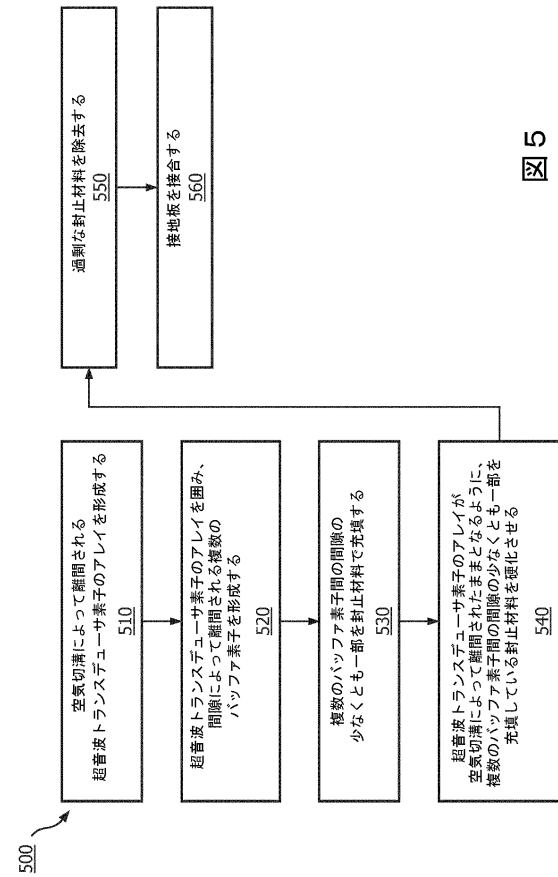 500
空気切溝によって離間される
超音波トランスデューサ素子のアレイを形成する
510
超音波トランスデューサ素子のアレイを囲み、
間隙によって離間される複数の
バッファ素子を形成する
520
複数のバッファ素子間の間隙の
少なくとも一部を封止材料で充填する
530
超音波トランスデューサ素子のアレイが
空気切溝によって離間されたままとなるように、
複数のバッファ素子間の間隙の少なくとも一部を
充填している封止材料を硬化させる
540
過剰な封止材料を除去する
550
接地板を接合する
560
図 5